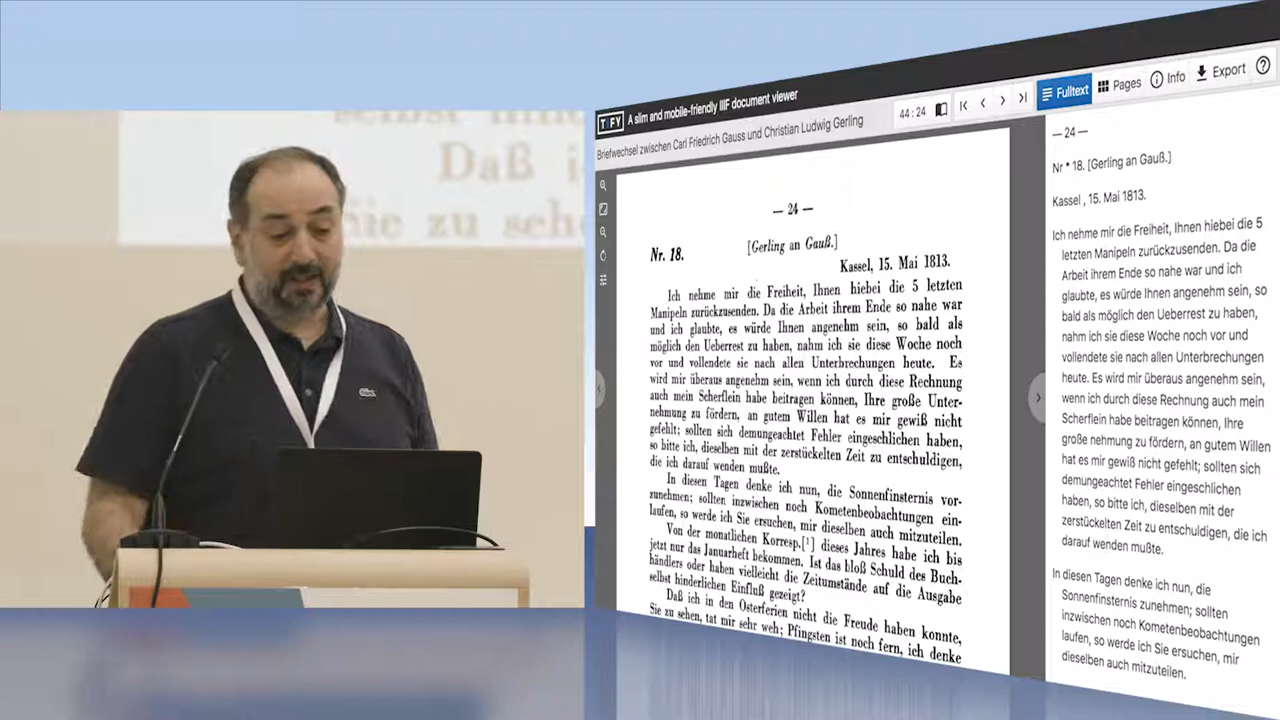 Daß i
ie zu sehe
TIFY A slim and mobile-friendly IIIF document viewer
Briefwechsel zwischen Carl Friedrich Gauss und Christian Ludwig Gerling
44 : 24
Fulltext Pages Info Export
— 24 —
Nr. 18. [Gerling an Gauß.]
Kassel, 15. Mai 1813.
Ich nehme mir die Freiheit, Ihnen hiebei die 5 letzten
Manipeln zurückzusenden. Da die Arbeit ihrem Ende so nahe war
und ich glaubte, es würde Ihnen angenehm sein, so bald als
möglich den Ueberrest zu haben, nahm ich sie diese Woche noch
vor und vollendete sie nach allen Unterbrechungen heute. Es
wird mir überaus angenehm sein, wenn ich durch diese Rechnung
auch mein Scherflein habe beitragen können, Ihre große Unter-
nehmung zu fördern, an gutem Willen hat es mir gewiß nicht
gefehlt; sollten sich demungeachtet Fehler eingeschlichen haben,
so bitte ich, dieselben mit der zerstückelten Zeit zu entschuldigen,
die ich darauf wenden mußte.
In diesen Tagen denke ich nun, die Sonnenfinsternis vor-
zunehmen; sollten inzwischen noch Kometenbeobachtungen ein-
laufen, so werde ich Sie ersuchen, mir dieselben auch mitzuteilen.
Von der monatlichen Korresp.[¹] dieses Jahres habe ich bis
jetzt nur das Januarheft bekommen. Ist das bloß Schuld des Buch-
händlers oder haben vielleicht die Zeitumstände auf die Ausgabe
selbst hinderlichen Einfluß gezeigt?
Daß ich in den Osterferien nicht die Freude haben konnte,
Sie zu sehen, tat mir sehr weh; Pfingsten ist noch fern, ich denke
— 24 —
Nr * 18. [Gerling an Gauß.]
Kassel , 15. Mai 1813.
Ich nehme mir die Freiheit, Ihnen hiebei die 5
letzten Manipeln zurückzusenden. Da die
Arbeit ihrem Ende so nahe war und ich
glaubte, es würde Ihnen angenehm sein, so
bald als möglich den Ueberrest zu haben,
nahm ich sie diese Woche noch vor und
vollendete sie nach allen Unterbrechungen
heute. Es wird mir überaus angenehm sein,
wenn ich durch diese Rechnung auch mein
Scherflein habe beitragen können, Ihre
große nehmung zu fördern, an gutem Willen
hat es mir gewiß nicht gefehlt; sollten sich
demungeachtet Fehler eingeschlichen
haben, so bitte ich, dieselben mit der
zerstückelten Zeit zu entschuldigen, die ich
darauf wenden mußte.
In diesen Tagen denke ich nun, die
Sonnenfinsternis zunehmen; sollten
inzwischen noch Kometenbeobachtungen
laufen, so werde ich Sie ersuchen, mir
dieselben auch mitzuteilen.